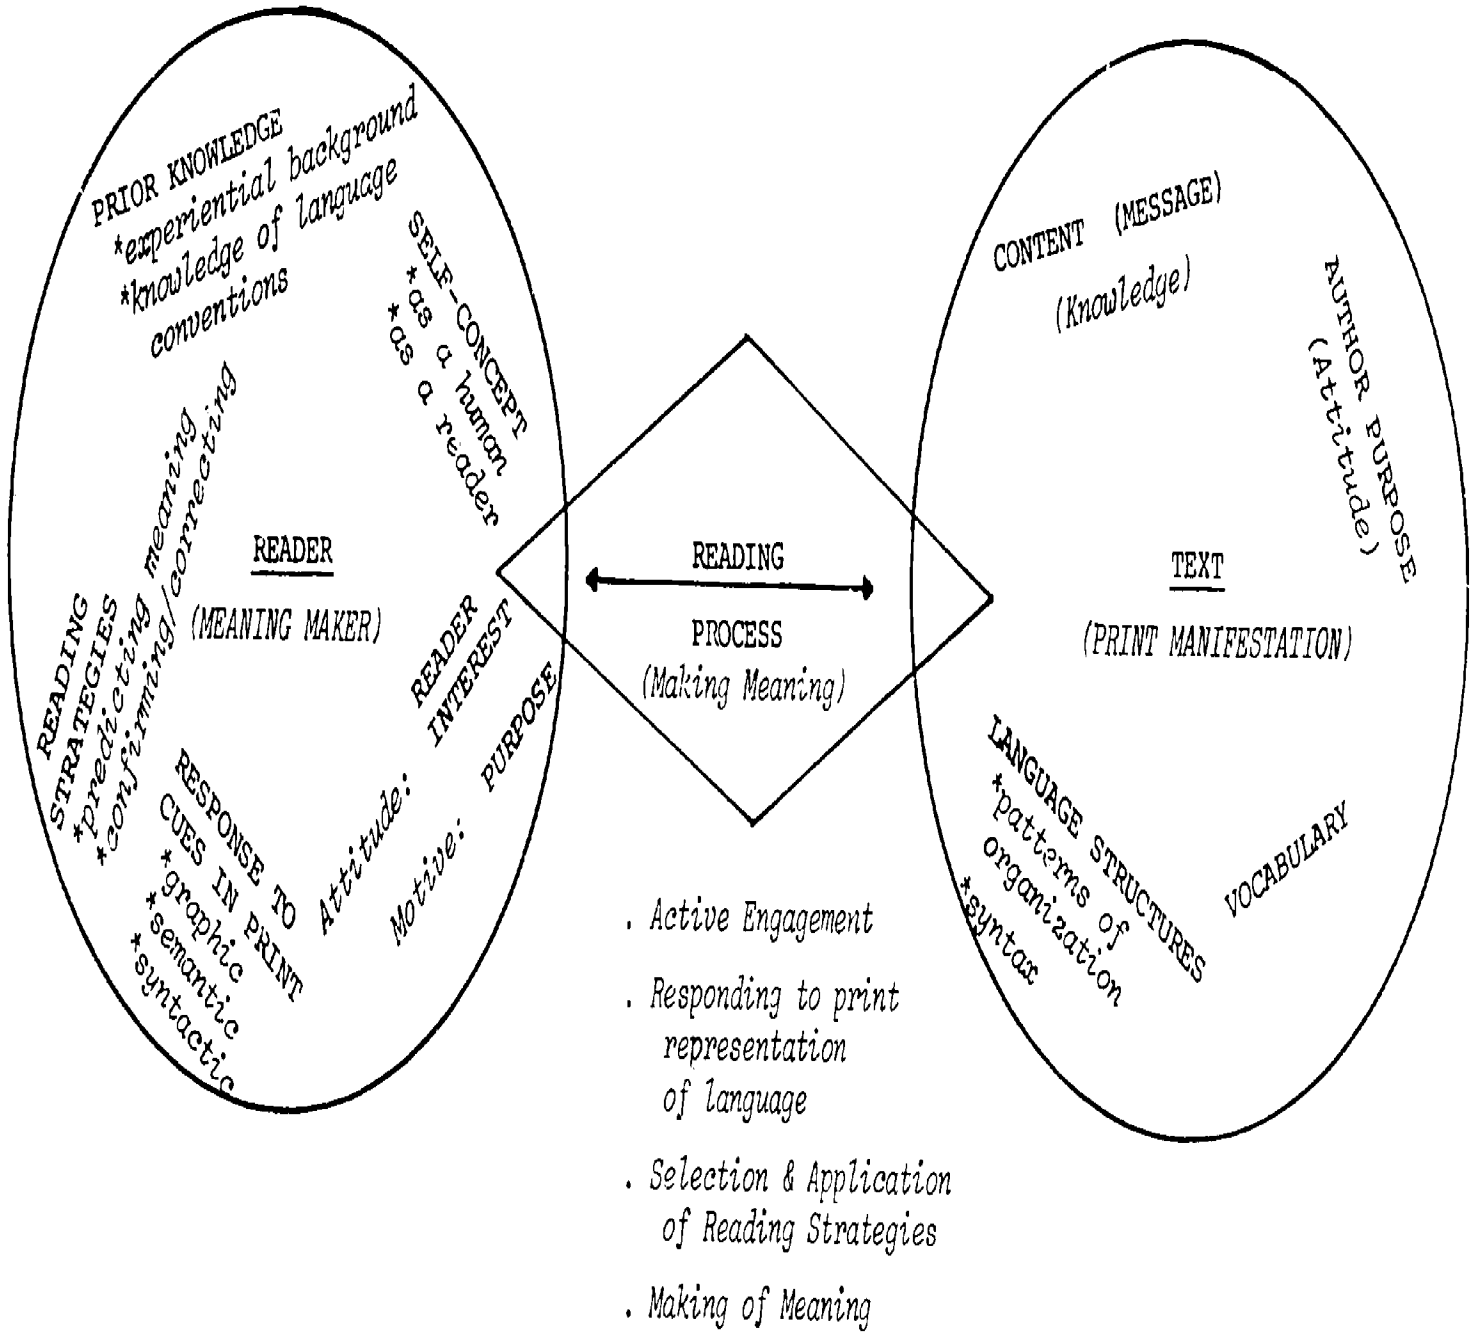 PRIOR KNOWLEDGE
*experiential background
*knowledge of language
conventions
SELF-CONCEPT
*as a human
*as a reader
READING
STRATEGIES
*predicting meaning
*confirming/correcting
READER
(MEANING MAKER)
READER
INTEREST
Attitude:
PURPOSE
Motive:
RESPONSE TO
CUES IN PRINT
*graphic
*semantic
*syntactic
READING
PROCESS
(Making Meaning)
. Active Engagement
. Responding to print
representation
of language
. Selection & Application
of Reading Strategies
. Making of Meaning
CONTENT (MESSAGE)
(Knowledge)
AUTHOR PURPOSE
(Attitude)
TEXT
(PRINT MANIFESTATION)
LANGUAGE STRUCTURES
*patterns of
organization
*syntax
VOCABULARY